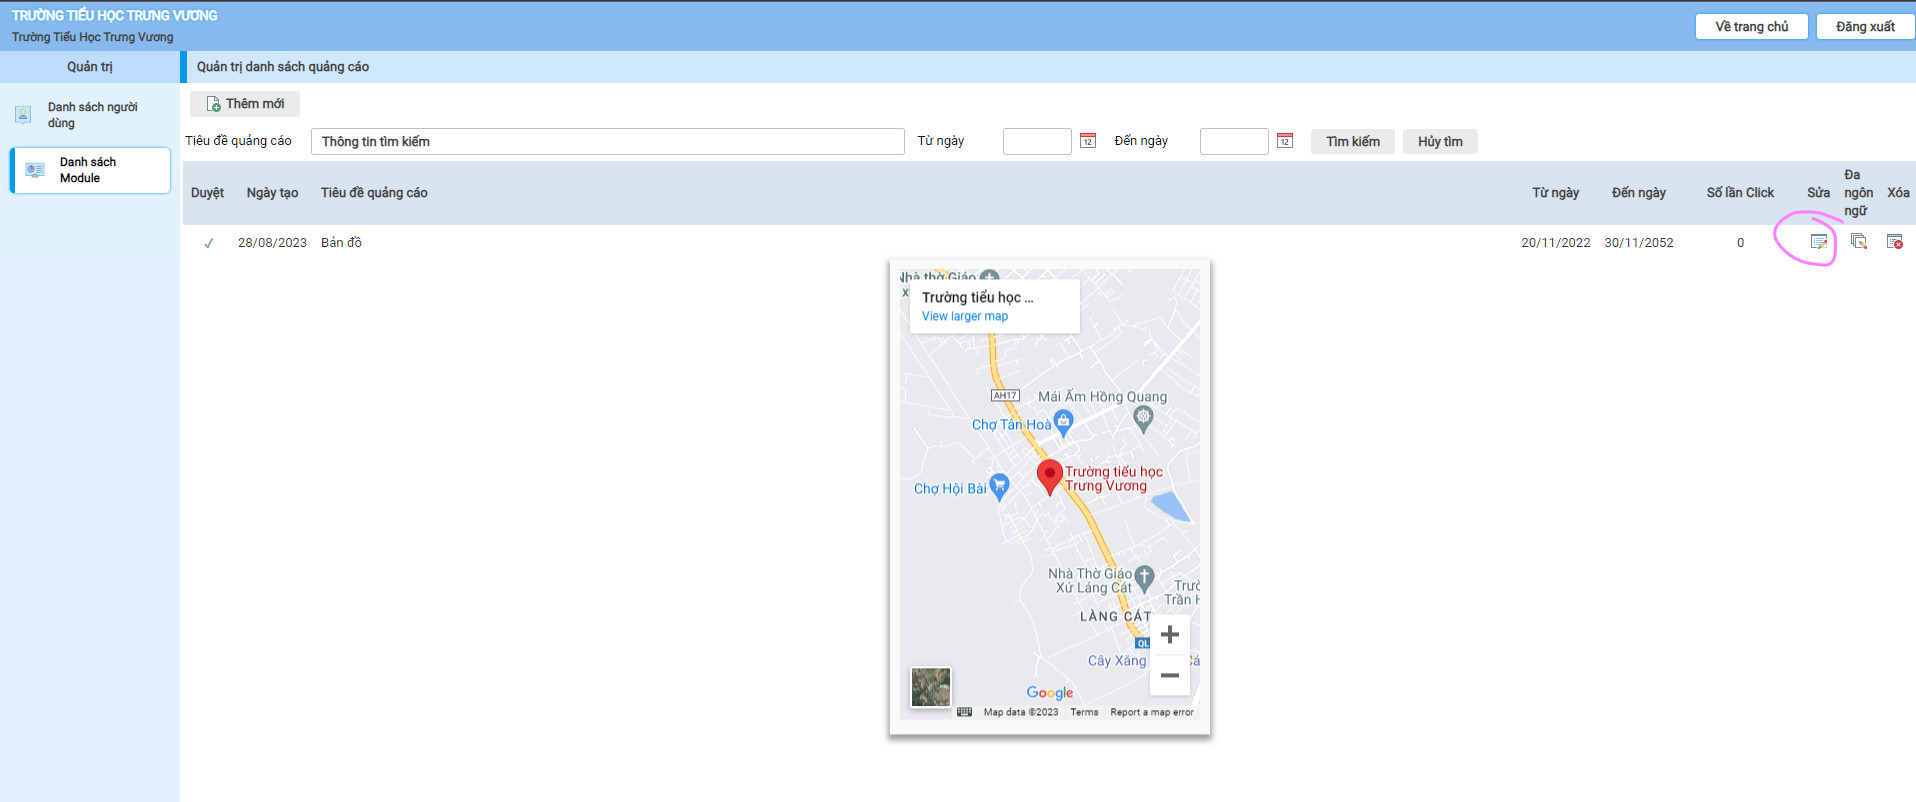 TRƯỜNG TIỂU HỌC TRƯNG VƯƠNG
Trường Tiểu Học Trưng Vương
Về trang chủ
Đăng xuất
Quản trị
Quản trị danh sách quảng cáo
Danh sách người
dùng
Danh sách
Module
Thêm mới
Tiêu đề quảng cáo
Thông tin tìm kiếm
Từ ngày
12
Đến ngày
12
Tìm kiếm
Hủy tìm
Duyệt
Ngày tạo
Tiêu đề quảng cáo
Từ ngày
Đến ngày
Số lần Click
Sửa
Đa
ngôn
ngữ
Xóa
28/08/2023
Bản đồ
20/11/2022
30/11/2052
0
Nhà thờ Giáo
X
Trường tiểu học ...
View larger map
AH17
Mái Ấm Hồng Quang
Chợ Tân Hoà
Trường tiểu học
Trưng Vương
Chợ Hội Bài
Nhà Thờ Giáo
Xứ Láng Cát
Trườ
Trần H
LÀNG CÁT
QL
Cây Xăng
Google
Map data ©2023
Terms
Report a map error